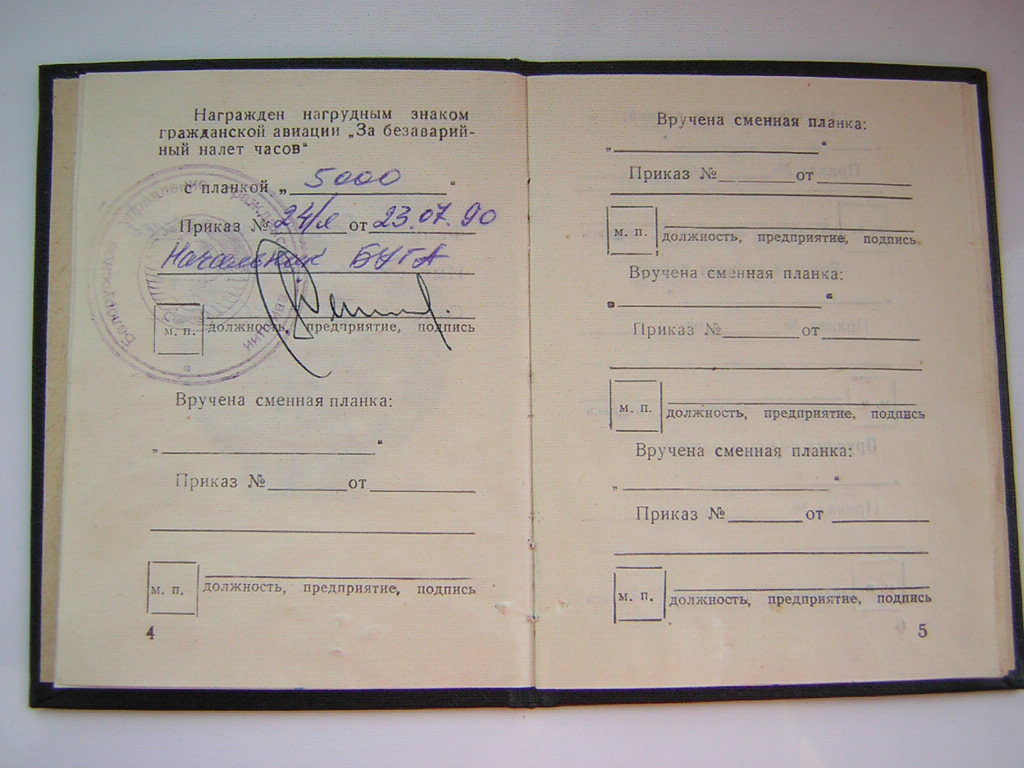 Награжден нагрудным знаком
гражданской авиации „За безаварий-
ный налет часов“
с планкой „ 5000 “
Приказ № 24/л от 23.07.90
Начальник БУГА
м. п. должность, предприятие, подпись
Вручена сменная планка:
„ “
Приказ № от
м. п. должность, предприятие, подпись
4
Вручена сменная планка:
„ “
Приказ № от
м. п. должность, предприятие, подпись.
Вручена сменная планка:
„ “
Приказ № от
м. п. должность, предприятие, подпись
Вручена сменная планка:
„ “
Приказ № от
м. п. должность, предприятие, подпись
5